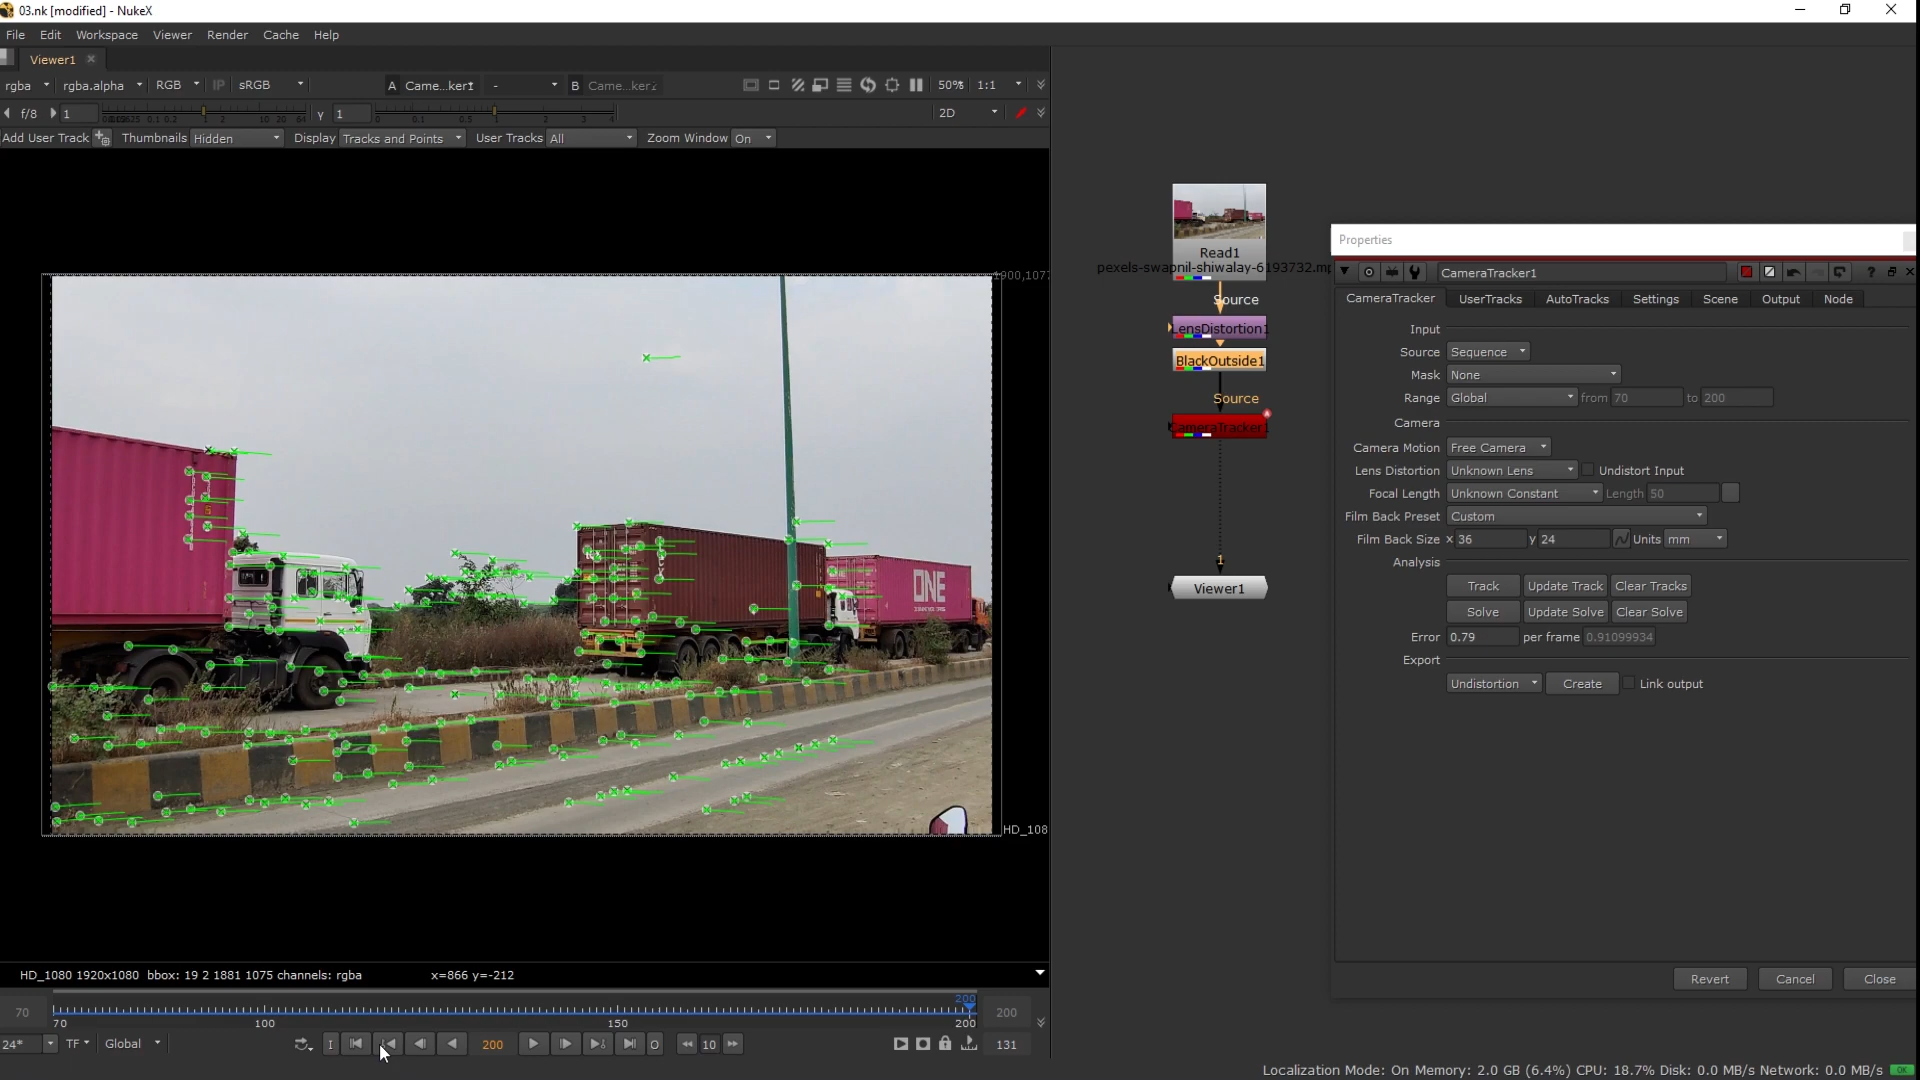 03.nk [modified] - NukeX
File Edit Workspace Viewer Render Cache Help
Viewer1
rgba rgba.alpha RGB IP sRGB A Came...ker1 - B Came...ker1 50% 1:1
f/8 1 γ 1 2D
Add User Track Thumbnails Hidden Display Tracks and Points User Tracks All Zoom Window On
ONE
HD_108
Read1
pexels-swapnil-shiwalay-6193732.mp
Source
LensDistortion1
BlackOutside1
Source
CameraTracker1
1
Viewer1
Properties
CameraTracker1
CameraTracker UserTracks AutoTracks Settings Scene Output Node
Input
Source Sequence
Mask None
Range Global from 70 to 200
Camera
Camera Motion Free Camera
Lens Distortion Unknown Lens Undistort Input
Focal Length Unknown Constant Length 50
Film Back Preset Custom
Film Back Size x 36 y 24 Units mm
Analysis
Track Update Track Clear Tracks
Solve Update Solve Clear Solve
Error 0.79 per frame 0.91099934
Export
Undistortion Create Link output
Revert Cancel Close
HD_1080 1920x1080 bbox: 19 2 1881 1075 channels: rgba x=866 y=-212
70 200 200
70 100 150 200
24* TF Global I 200 O 10 131
Localization Mode: On Memory: 2.0 GB (6.4%) CPU: 18.7% Disk: 0.0 MB/s Network: 0.0 MB/s OK